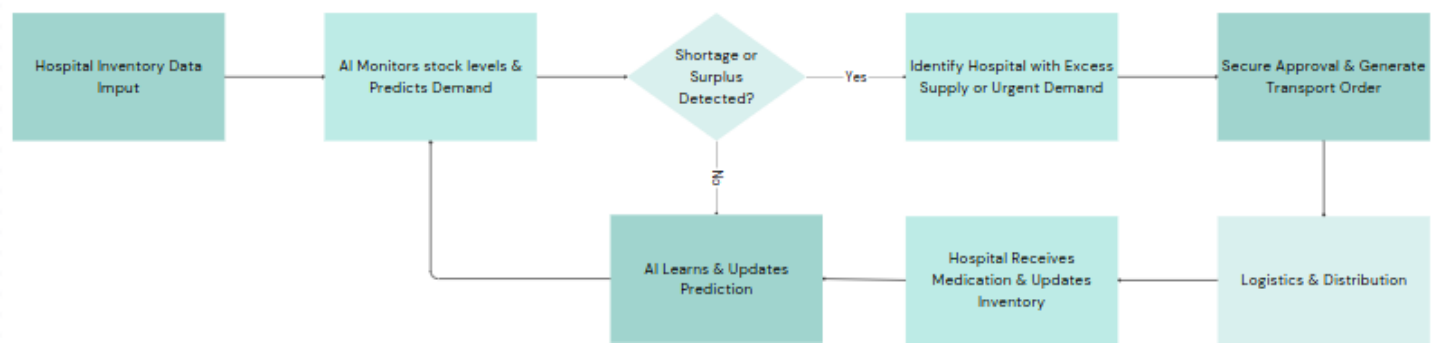 Hospital Inventory Data
Imput
AI Monitors stock levels &
Predicts Demand
Shortage or
Surplus
Detected?
Yes
Identify Hospital with Excess
Supply or Urgent Demand
Secure Approval & Generate
Transport Order
No
AI Learns & Updates
Prediction
Hospital Receives
Medication & Updates
Inventory
Logistics & Distribution